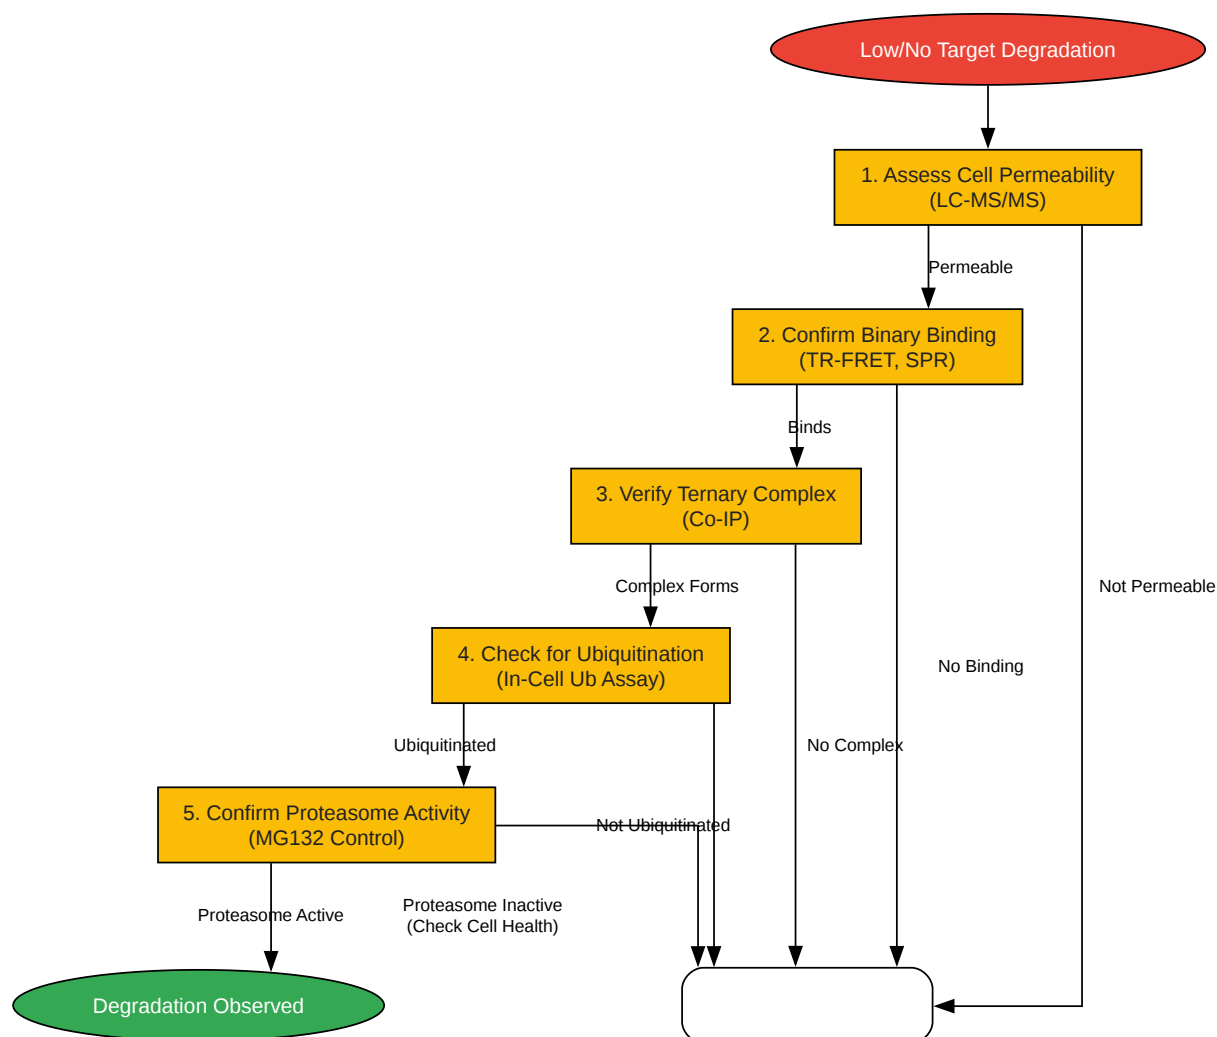 Low/No Target Degradation
1. Assess Cell Permeability
(LC-MS/MS)
Permeable
2. Confirm Binary Binding
(TR-FRET, SPR)
Binds
3. Verify Ternary Complex
(Co-IP)
Complex Forms
Not Permeable
4. Check for Ubiquitination
(In-Cell Ub Assay)
No Binding
Ubiquitinated
No Complex
5. Confirm Proteasome Activity
(MG132 Control)
Not Ubiquitinated
Proteasome Active
Proteasome Inactive
(Check Cell Health)
Degradation Observed